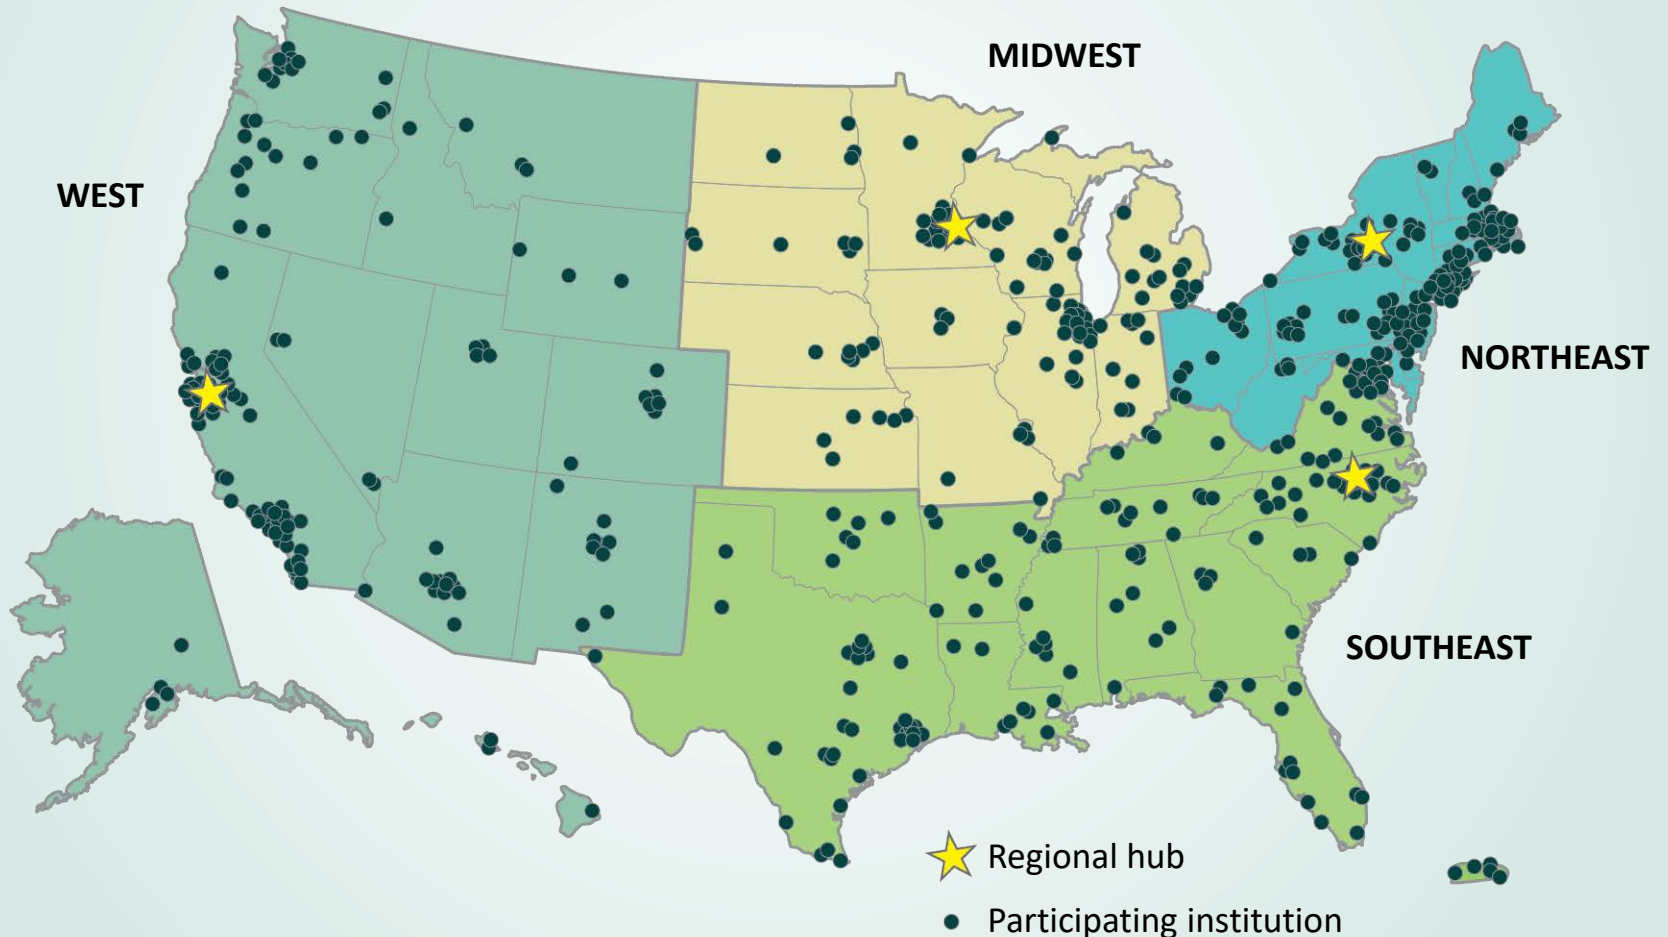 MIDWEST
WEST
NORTHEAST
SOUTHEAST
Regional hub
Participating institution